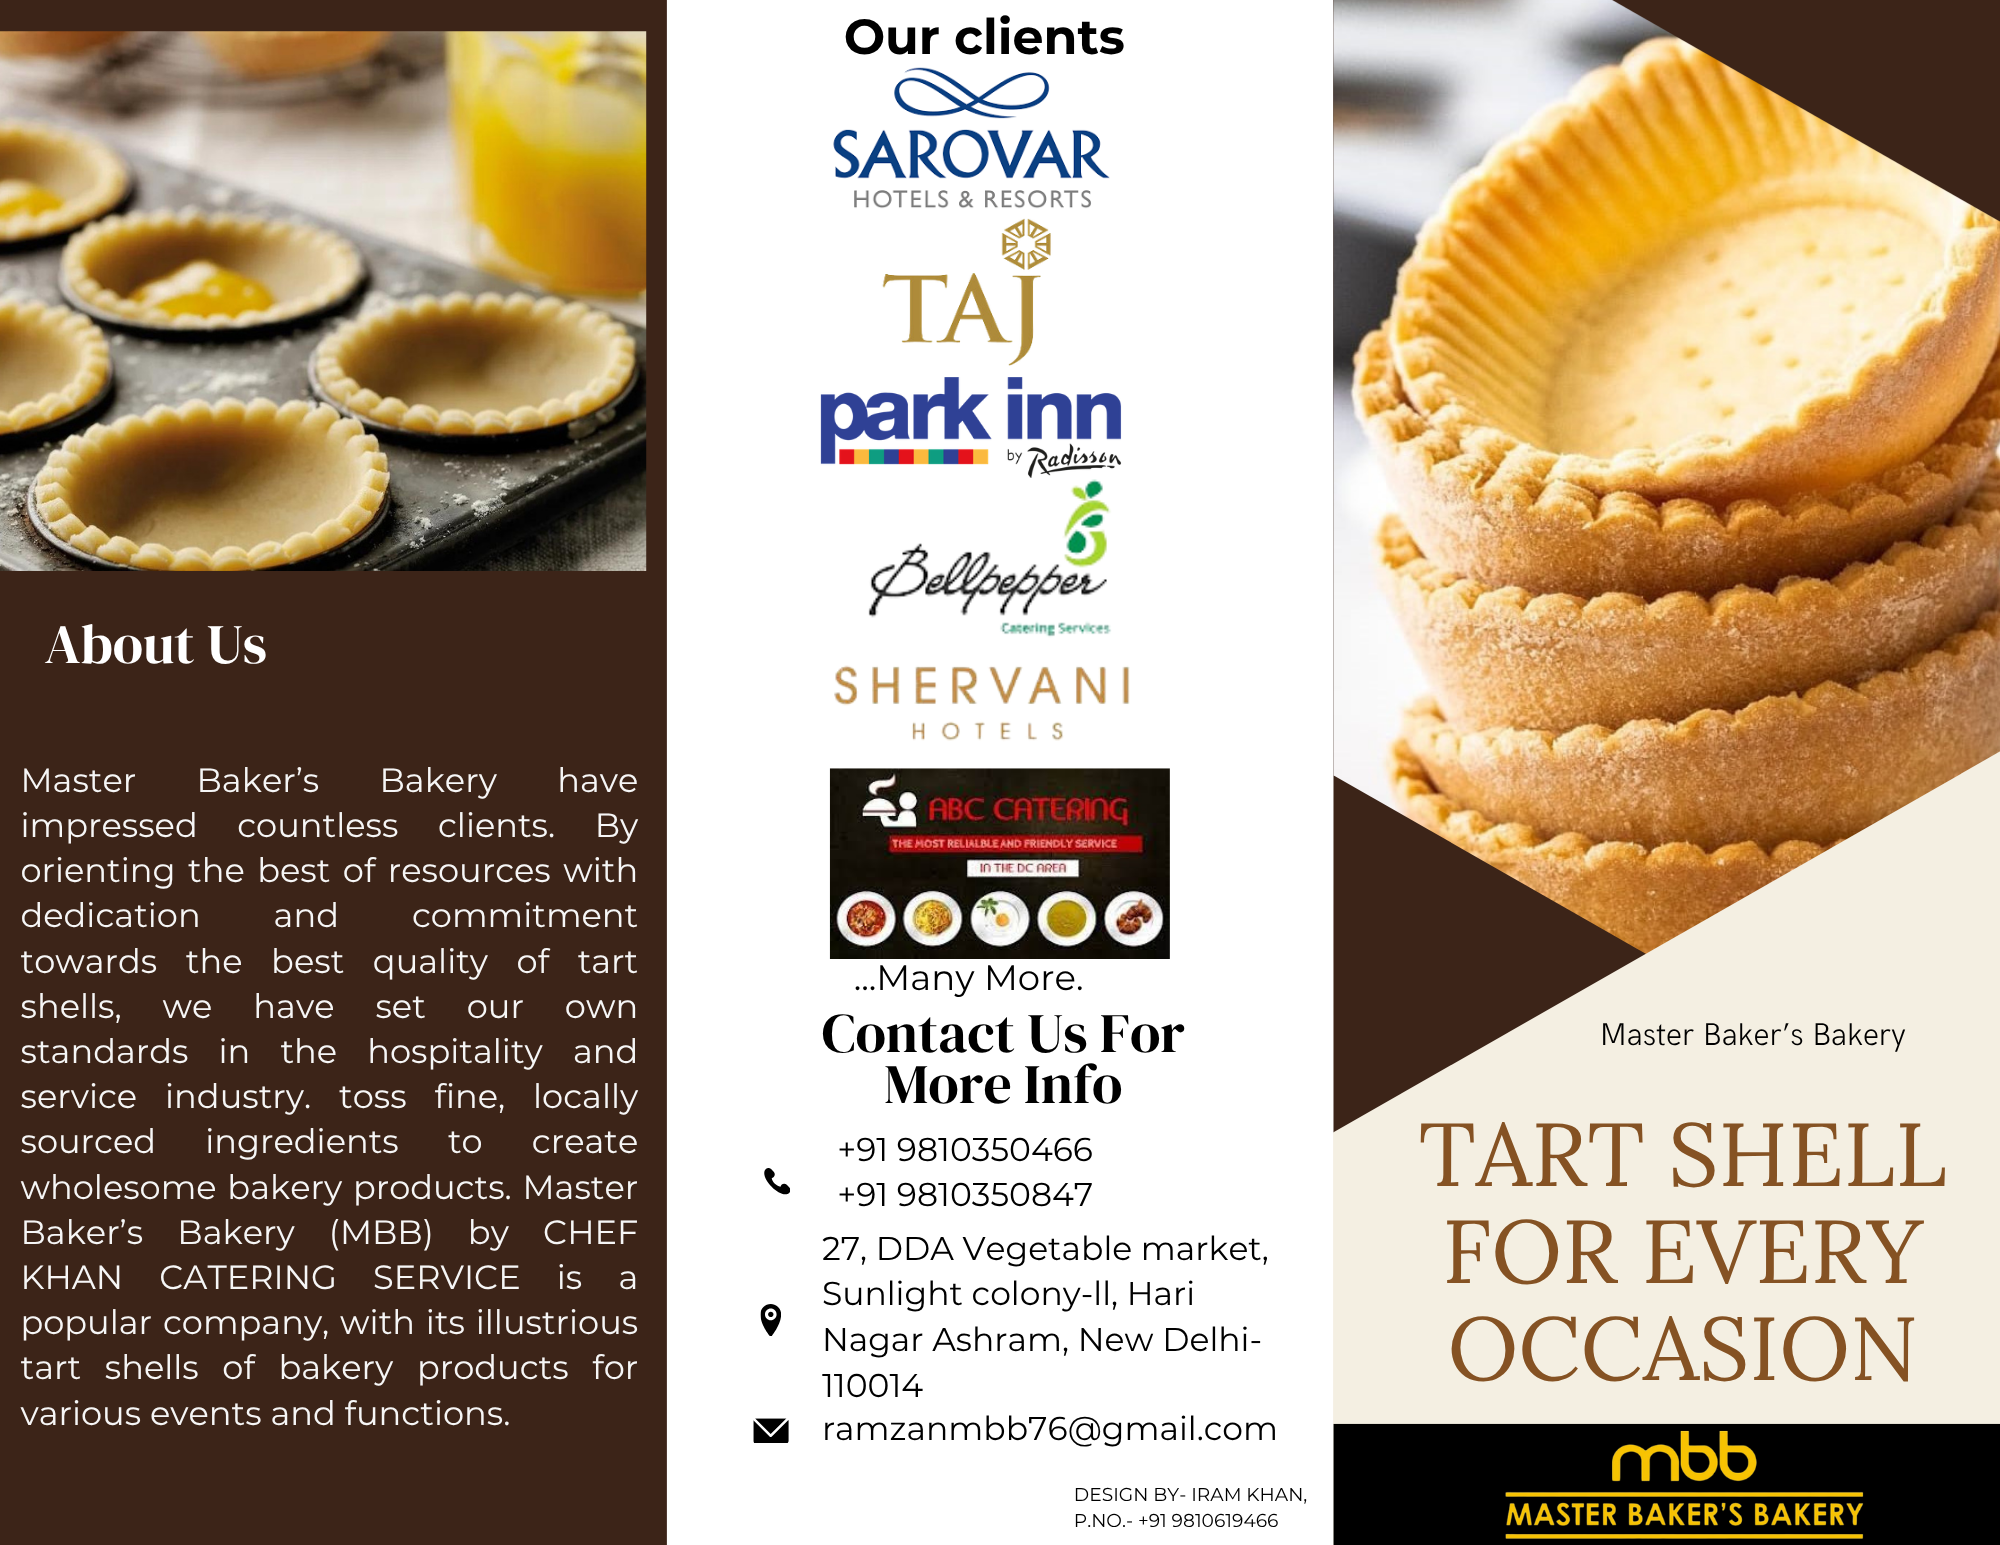 About Us
Master Baker’s Bakery have
impressed countless clients. By
orienting the best of resources with
dedication and commitment
towards the best quality of tart
shells, we have set our own
standards in the hospitality and
service industry. toss fine, locally
sourced ingredients to create
wholesome bakery products. Master
Baker’s Bakery (MBB) by CHEF
KHAN CATERING SERVICE is a
popular company, with its illustrious
tart shells of bakery products for
various events and functions.
Our clients
SAROVAR
HOTELS & RESORTS
TAJ
park inn
by Radisson
Bellpepper
Catering Services
SHERVANI
HOTELS
ABC CATERING
THE MOST RELIALBLE AND FRIENDLY SERVICE
IN THE DC AREA
...Many More.
Contact Us For
More Info
+91 9810350466
+91 9810350847
27, DDA Vegetable market,
Sunlight colony-ll, Hari
Nagar Ashram, New Delhi-
110014
ramzanmbb76@gmail.com
DESIGN BY- IRAM KHAN,
P.NO.- +91 9810619466
Master Baker’s Bakery
TART SHELL
FOR EVERY
OCCASION
mbb
MASTER BAKER’S BAKERY